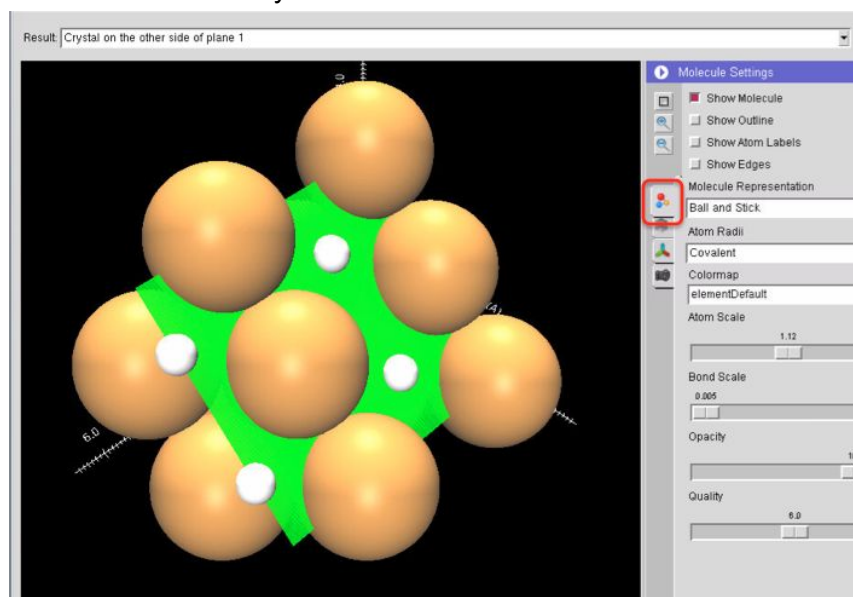 Result: Crystal on the other side of plane 1
Molecule Settings
Show Molecule
Show Outline
Show Atom Labels
Show Edges
Molecule Representation
Ball and Stick
Atom Radii
Covalent
Colormap
elementDefault
Atom Scale
1.12
Bond Scale
0.005
Opacity
Quality
6.0
(A)
6.0